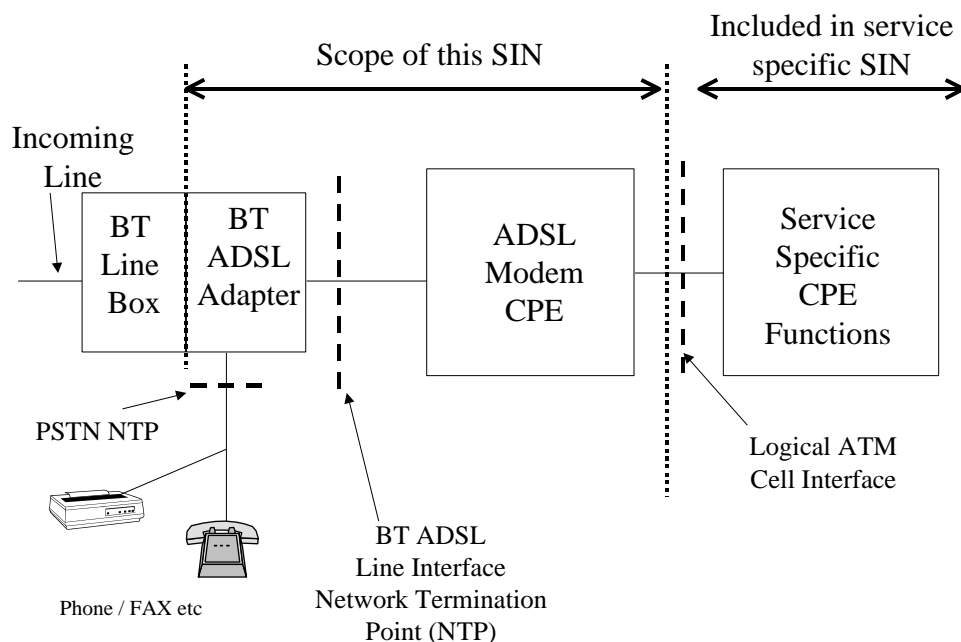 Scope of this SIN
Included in service
specific SIN
Incoming
Line
BT
Line
Box
BT
ADSL
Adapter
ADSL
Modem
CPE
Service
Specific
CPE
Functions
PSTN NTP
Logical ATM
Cell Interface
BT ADSL
Line Interface
Network Termination
Point (NTP)
Phone / FAX etc